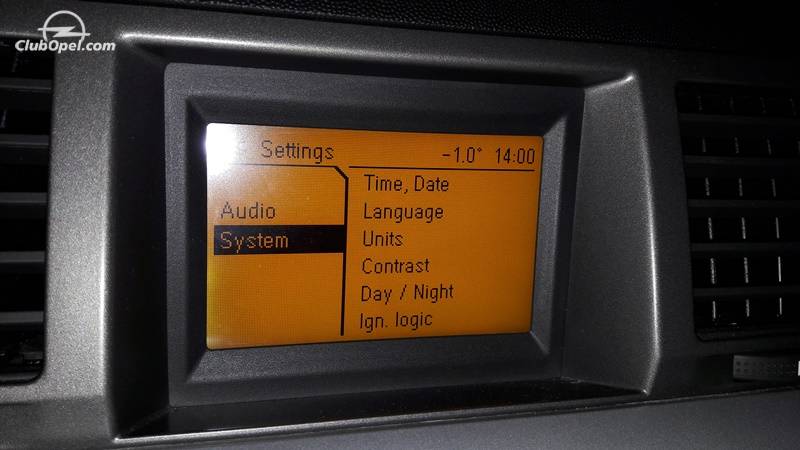 ClubOpel.com
Settings
-1.0° 14:00
Audio
System
Time, Date
Language
Units
Contrast
Day / Night
Ign. logic